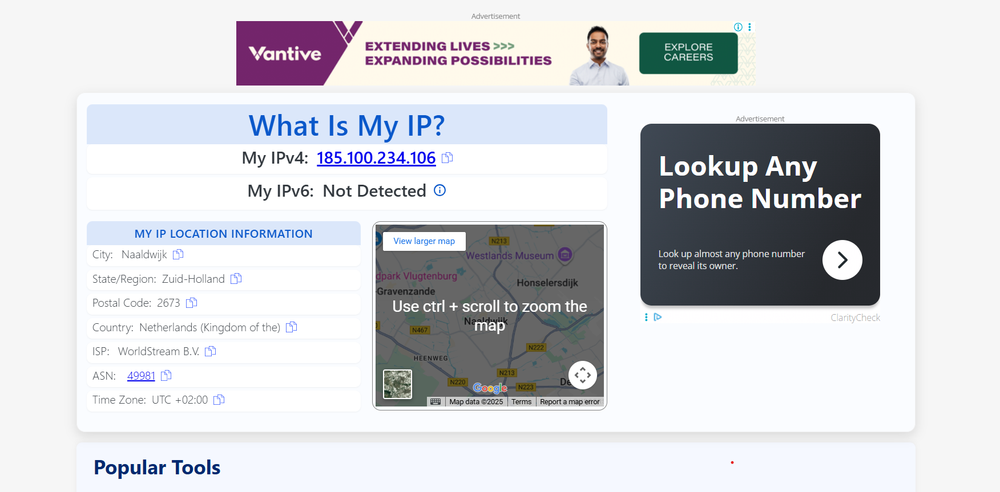 Advertisement
Vantive
EXTENDING LIVES >>>
EXPANDING POSSIBILITIES
EXPLORE
CAREERS
What Is My IP?
My IPv4: 185.100.234.106
My IPv6: Not Detected
MY IP LOCATION INFORMATION
City: Naaldwijk
State/Region: Zuid-Holland
Postal Code: 2673
Country: Netherlands (Kingdom of the)
ISP: WorldStream B.V.
ASN: 49981
Time Zone: UTC +02:00
View larger map
N213
Westlands Museum
dpark Vlugtenburg
Honselersdijk
-Gravenzande
Use ctrl + scroll to zoom the
map
Naaldwijk
N467
N222
HEENWEG
N213
De
N220
Google
N223
Map data ©2025
Terms
Report a map error
Advertisement
Lookup Any
Phone Number
Look up almost any phone number
to reveal its owner.
ClarityCheck
Popular Tools